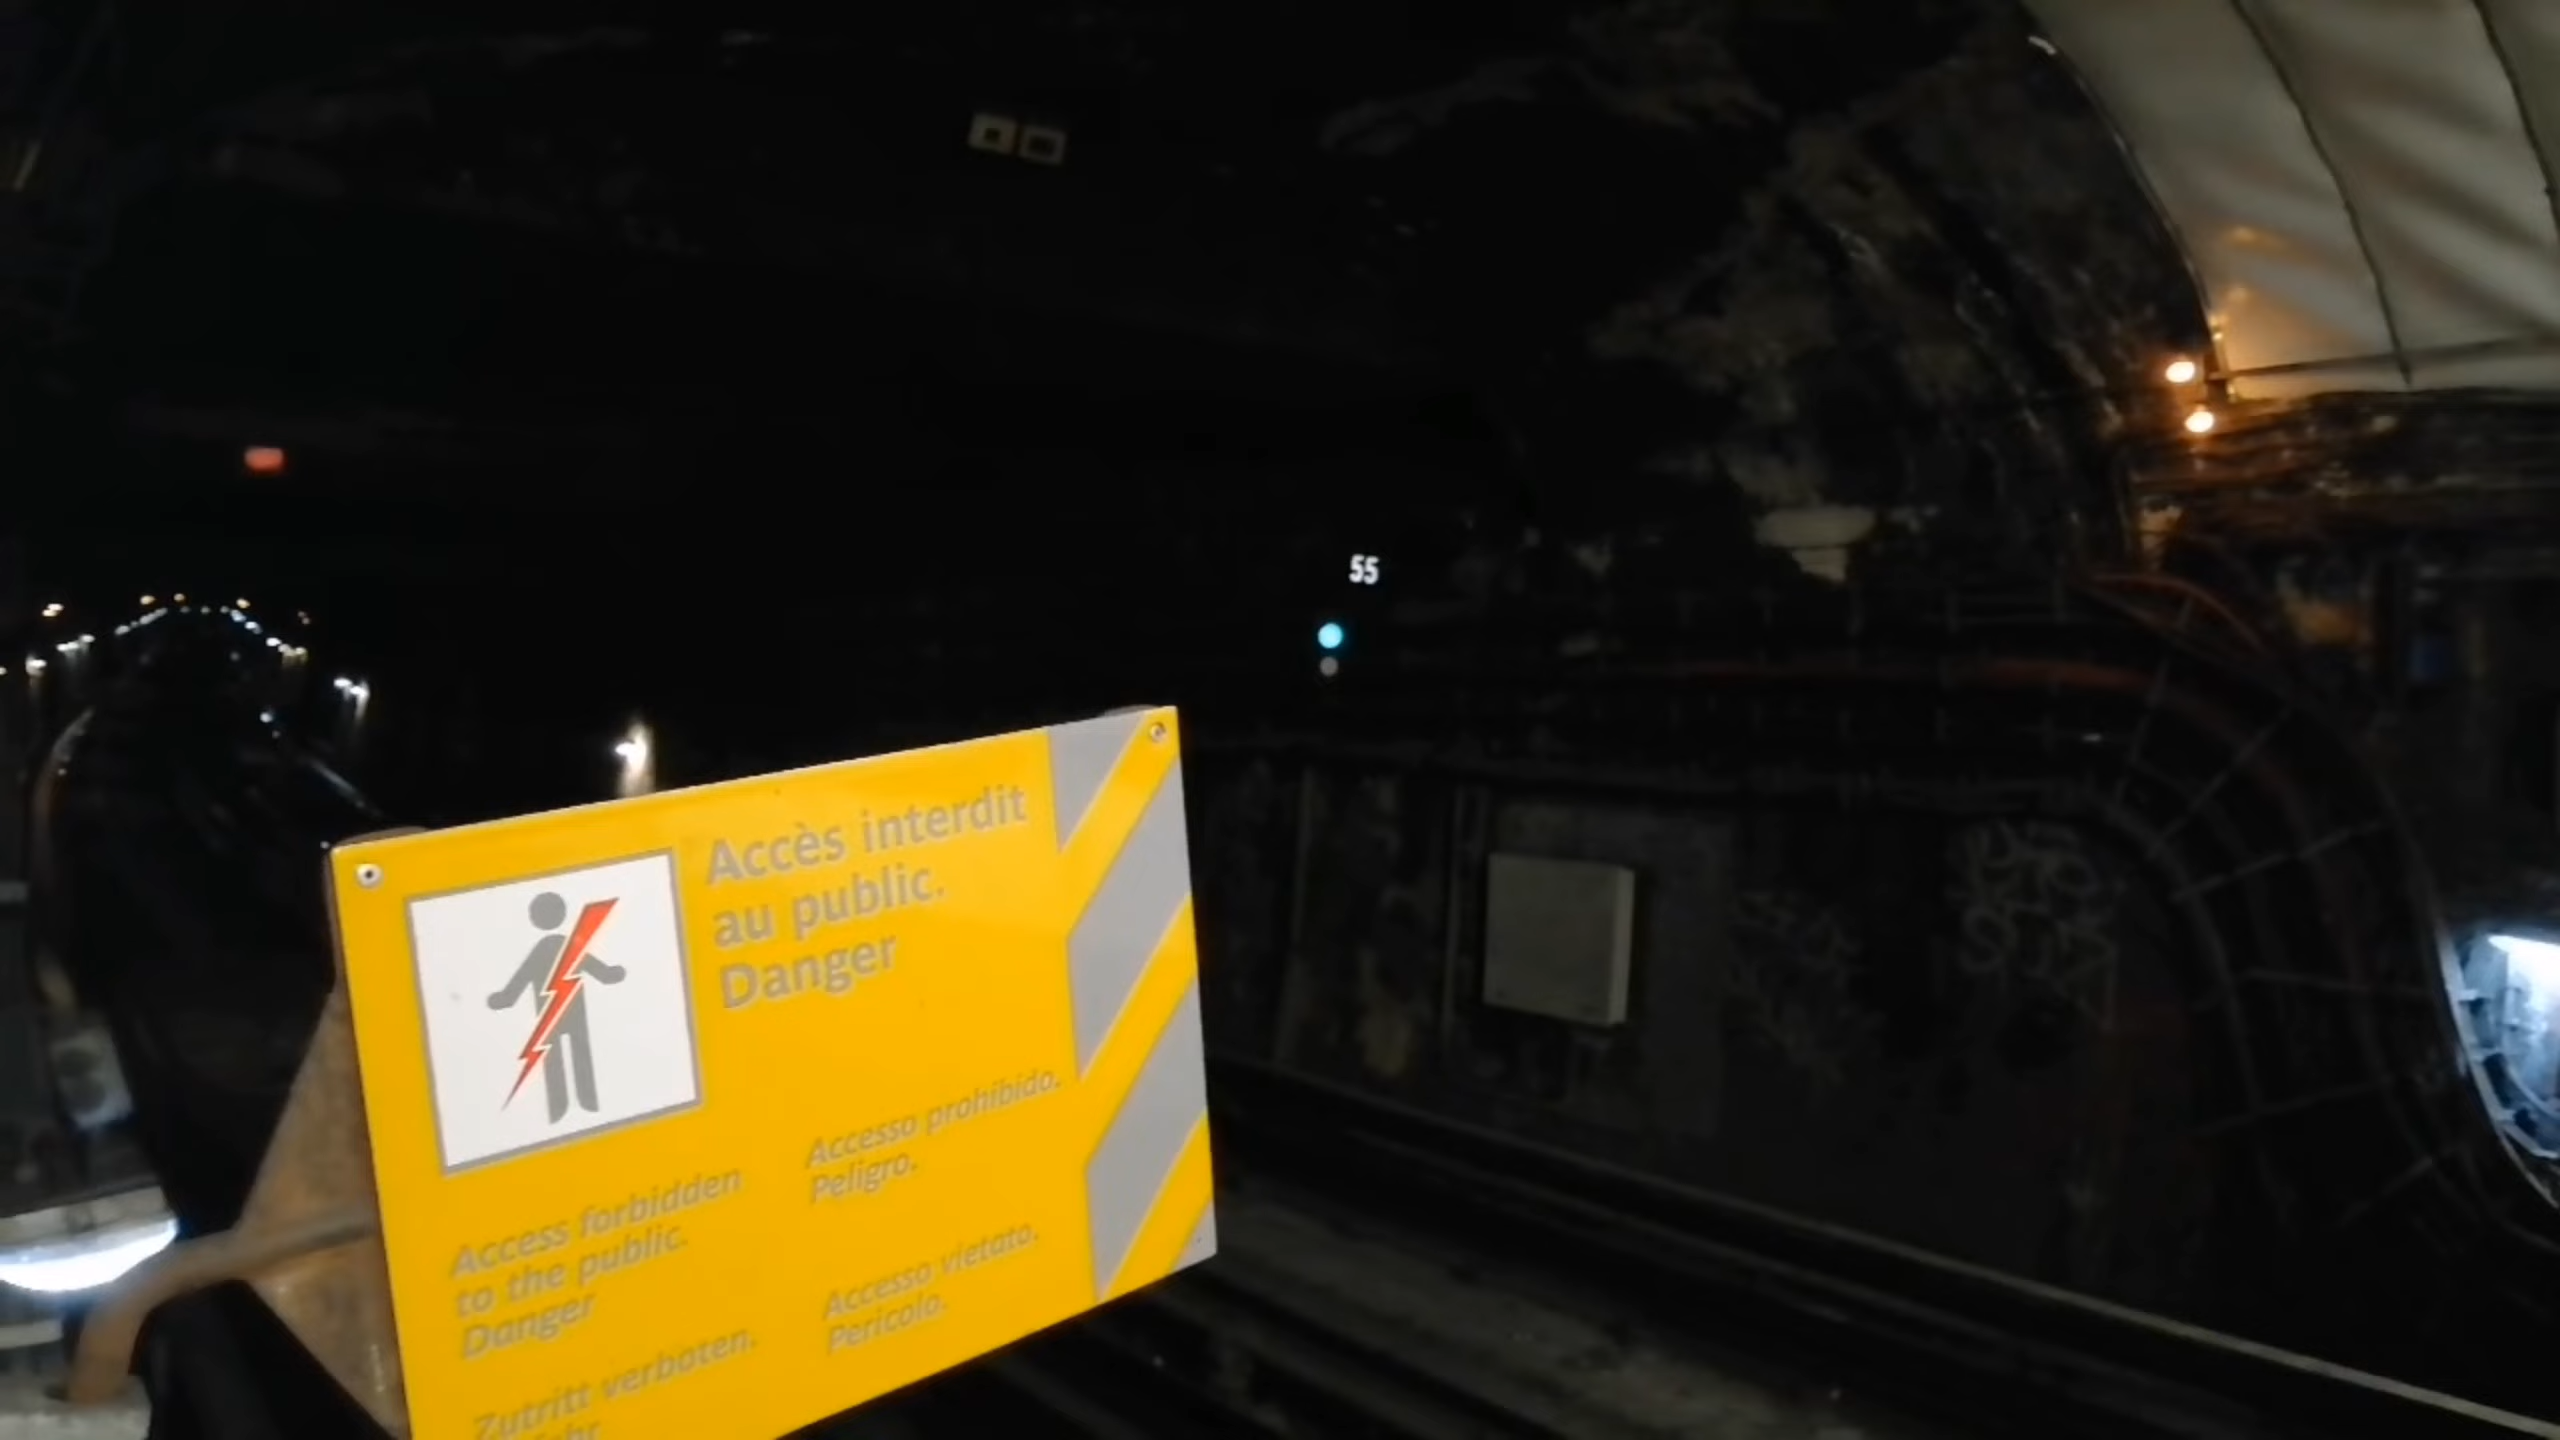 55
Accès interdit
au public.
Danger
Access forbidden
to the public.
Danger
Accesso prohibido.
Peligro.
Zutritt verboten.
Accesso vietato.
Pericolo.